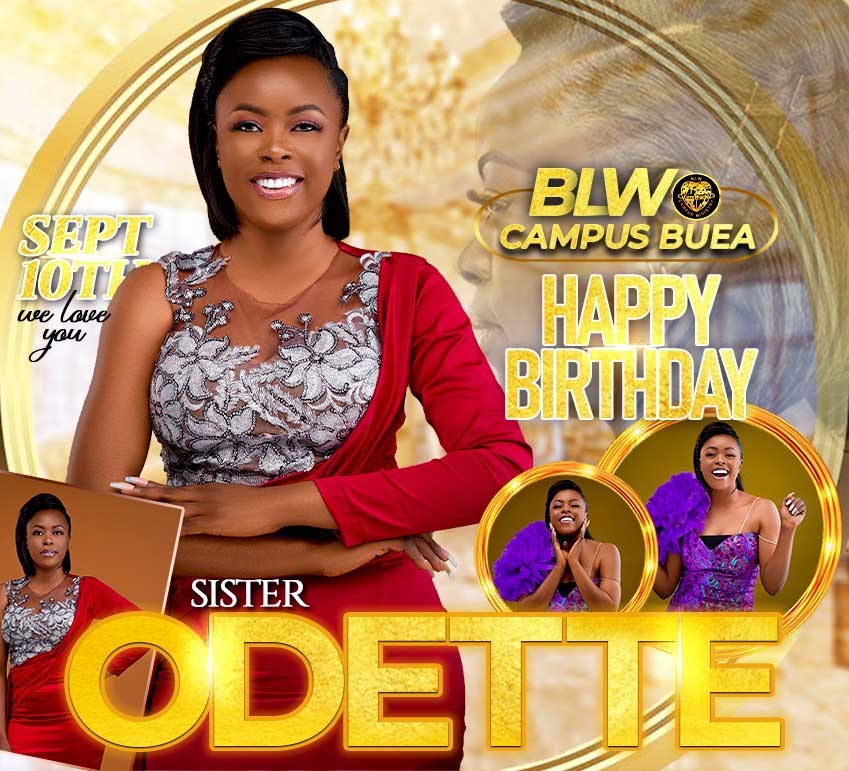 SEPT
10TH
we love
you
BLW
CAMPUS BUEA
HAPPY
BIRTHDAY
SISTER
ODETTE